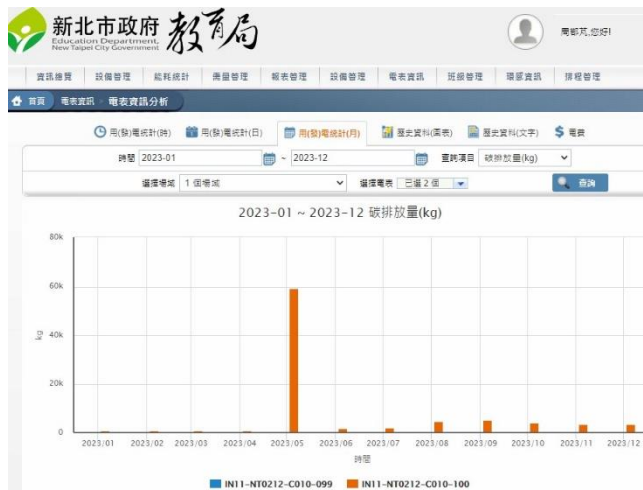 新北市政府 教育局
Education Department,
New Taipei City Government
周郁芃,您好!
資訊總覽 設備管理 能耗統計 需量管理 報表管理 設備管理 電表資訊 班級管理 環感資訊 排程管理
首頁 電表資訊 電表資訊分析
用(發)電統計(時) 用(發)電統計(日) 用(發)電統計(月) 歷史資料(圖表) 歷史資料(文字) 電費
時間 2023-01 ~ 2023-12 查詢項目 碳排放量(kg)
選擇場域 1 個場域 選擇電表 已選 2 個 查詢
2023-01 ~ 2023-12 碳排放量(kg)
80k
60k
40k
20k
0
kg
2023/01 2023/02 2023/03 2023/04 2023/05 2023/06 2023/07 2023/08 2023/09 2023/10 2023/11 2023/12
時間
IN11-NT0212-C010-099 IN11-NT0212-C010-100